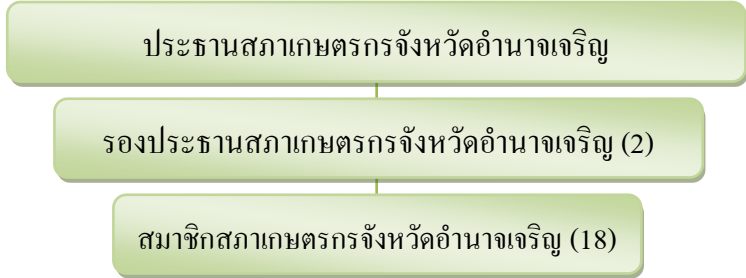 ประธานสภาเกษตรกรจังหวัดอำนาจเจริญ
รองประธานสภาเกษตรกรจังหวัดอำนาจเจริญ (2)
สมาชิกสภาเกษตรกรจังหวัดอำนาจเจริญ (18)